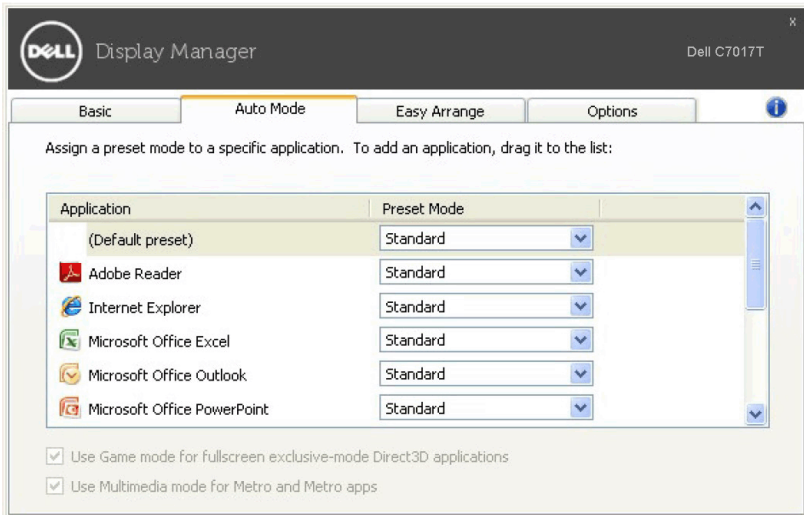 x
DELL Display Manager Dell C7017T
Basic Auto Mode Easy Arrange Options
Assign a preset mode to a specific application. To add an application, drag it to the list:
Application Preset Mode
(Default preset) Standard
Adobe Reader Standard
Internet Explorer Standard
Microsoft Office Excel Standard
Microsoft Office Outlook Standard
Microsoft Office PowerPoint Standard
Use Game mode for fullscreen exclusive-mode Direct3D applications
Use Multimedia mode for Metro and Metro apps